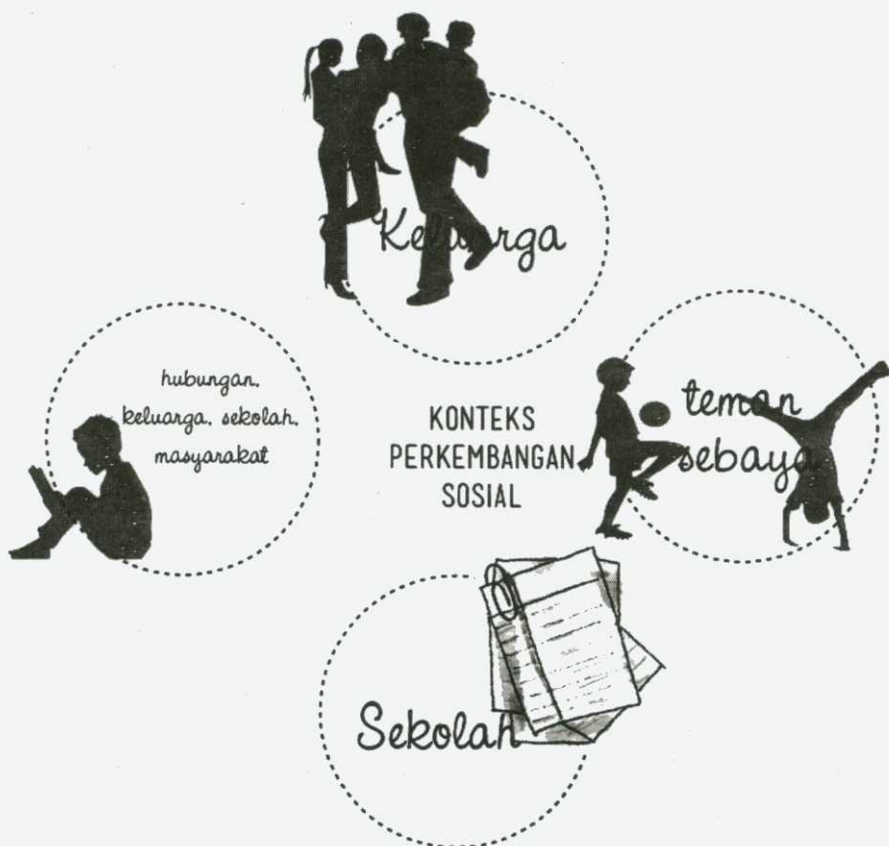 Keluarga
hubungan,
keluarga, sekolah,
masyarakat
KONTEKS
PERKEMBANGAN
SOSIAL
teman
sebaya
Sekolah